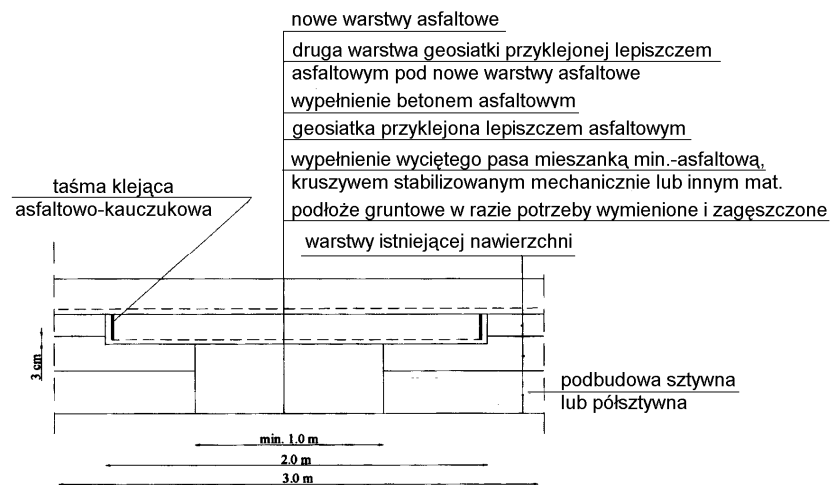 nowe warstwy asfaltowe
druga warstwa geosiatki przyklejonej lepiszczem
asfaltowym pod nowe warstwy asfaltowe
wypełnienie betonem asfaltowym
geosiatka przyklejona lepiszczem asfaltowym
wypełnienie wyciętego pasa mieszanką min.-asfaltową,
kruszywem stabilizowanym mechanicznie lub innym mat.
podłoże gruntowe w razie potrzeby wymienione i zagęszczone
warstwy istniejącej nawierzchni
taśma klejąca
asfaltowo-kauczukowa
3 cm
podbudowa sztywna
lub półsztywna
min. 1.0 m
2.0 m
3.0 m